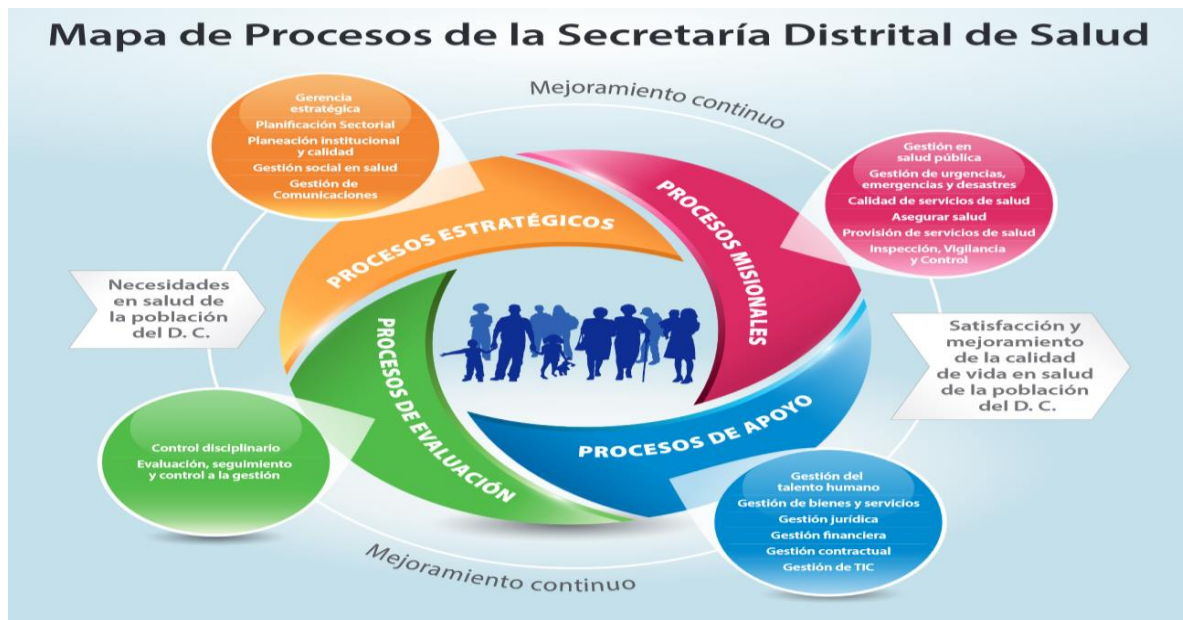 Mapa de Procesos de la Secretaría Distrital de Salud
Mejoramiento continuo
Gerencia
estratégica
Planificación Sectorial
Planeación institucional
y calidad
Gestión social en salud
Gestión de
Comunicaciones
Gestión en
salud pública
Gestión de urgencias,
emergencias y desastres
Calidad de servicios de salud
Asegurar salud
Provisión de servicios de salud
Inspección, Vigilancia
y Control
PROCESOS ESTRATÉGICOS
PROCESOS MISIONALES
Necesidades
en salud de
la población
del D. C.
Satisfacción y
mejoramiento
de la calidad
de vida en salud
de la población
del D. C.
PROCESOS DE EVALUACIÓN
PROCESOS DE APOYO
Control disciplinario
Evaluación, seguimiento
y control a la gestión
Gestión del
talento humano
Gestión de bienes y servicios
Gestión jurídica
Gestión financiera
Gestión contractual
Gestión de TIC
Mejoramiento continuo